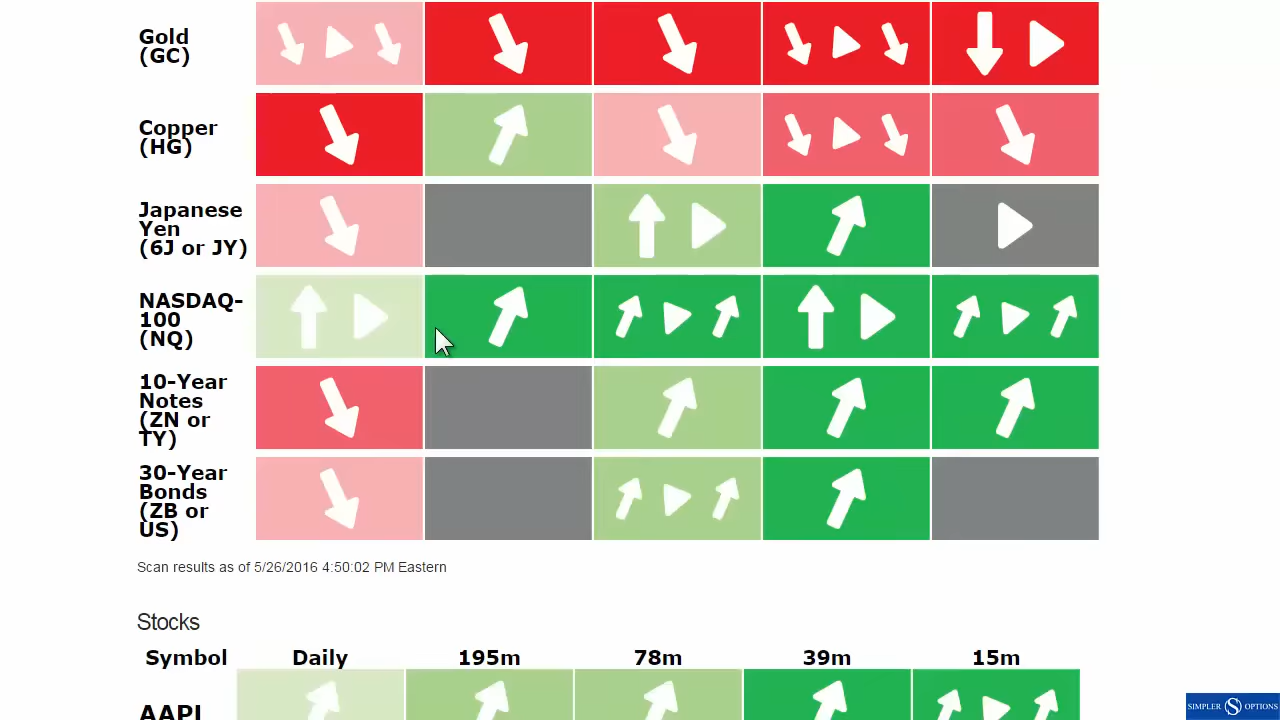 Gold
(GC)
Copper
(HG)
Japanese
Yen
(6J or JY)
NASDAQ-
100
(NQ)
10-Year
Notes
(ZN or
TY)
30-Year
Bonds
(ZB or
US)
Scan results as of 5/26/2016 4:50:02 PM Eastern
Stocks
Symbol Daily 195m 78m 39m 15m
AAPL
SIMPLER S OPTIONS